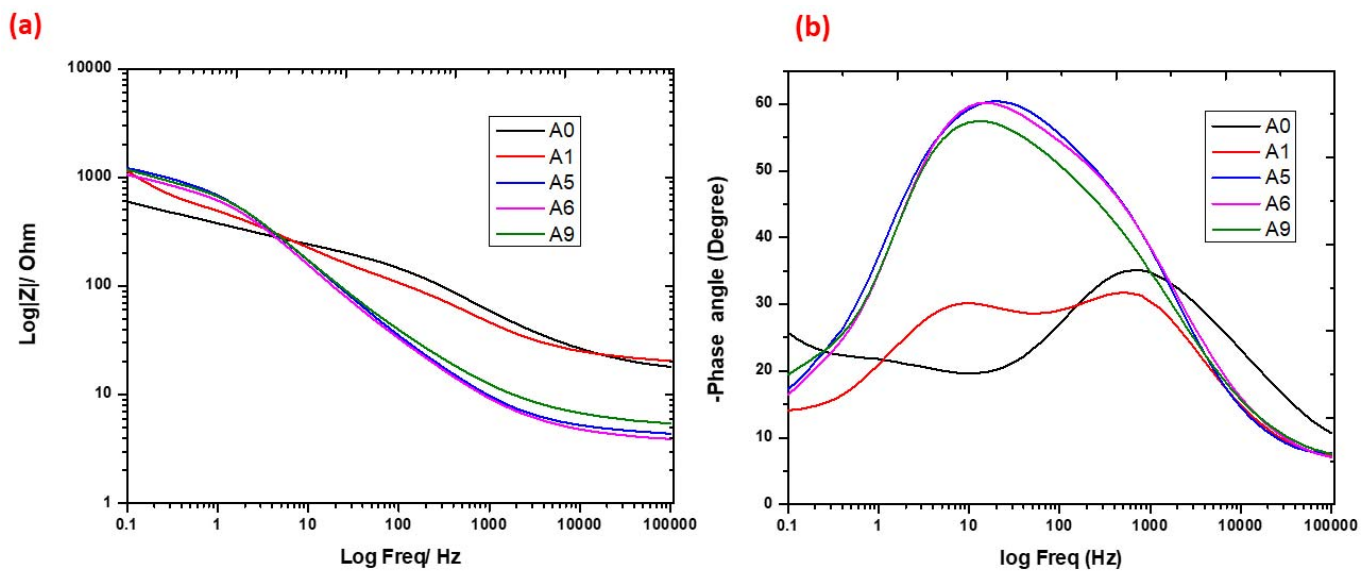 (a)
10000
1000
100
10
1
0.1 1 10 100 1000 10000 100000
Log|Z|/ Ohm
Log Freq/ Hz
A0
A1
A5
A6
A9
(b)
60
50
40
30
20
10
0
0.1 1 10 100 1000 10000 100000
-Phase angle (Degree)
log Freq (Hz)
A0
A1
A5
A6
A9